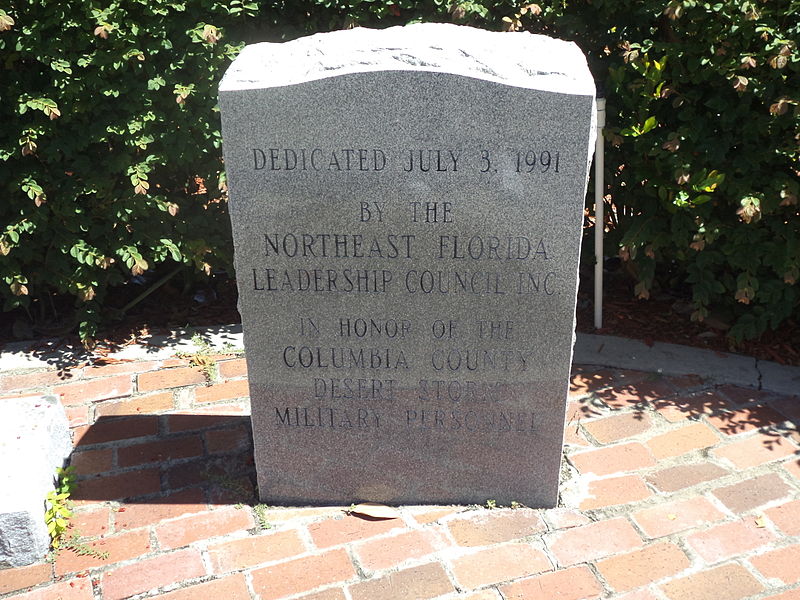 DEDICATED JULY 3, 1991
BY THE
NORTHEAST FLORIDA
LEADERSHIP COUNCIL INC.
IN HONOR OF THE
COLUMBIA COUNTY
DESERT STORM
MILITARY PERSONNEL